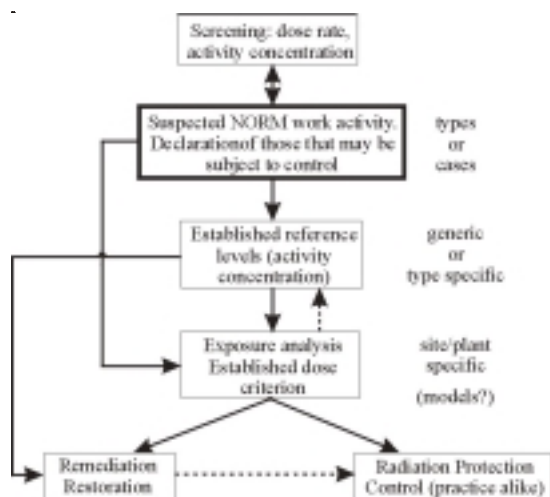 Screening: dose rate,
activity concentration
Suspected NORM work activity.
Declarationof those that may be
subject to control
types
or
cases
Established reference
levels (activity
concentration)
generic
or
type specific
Exposure analysis
Established dose
criterion
site/plant
specific
(models?)
Remediation
Restoration
Radiation Protection
Control (practice alike)